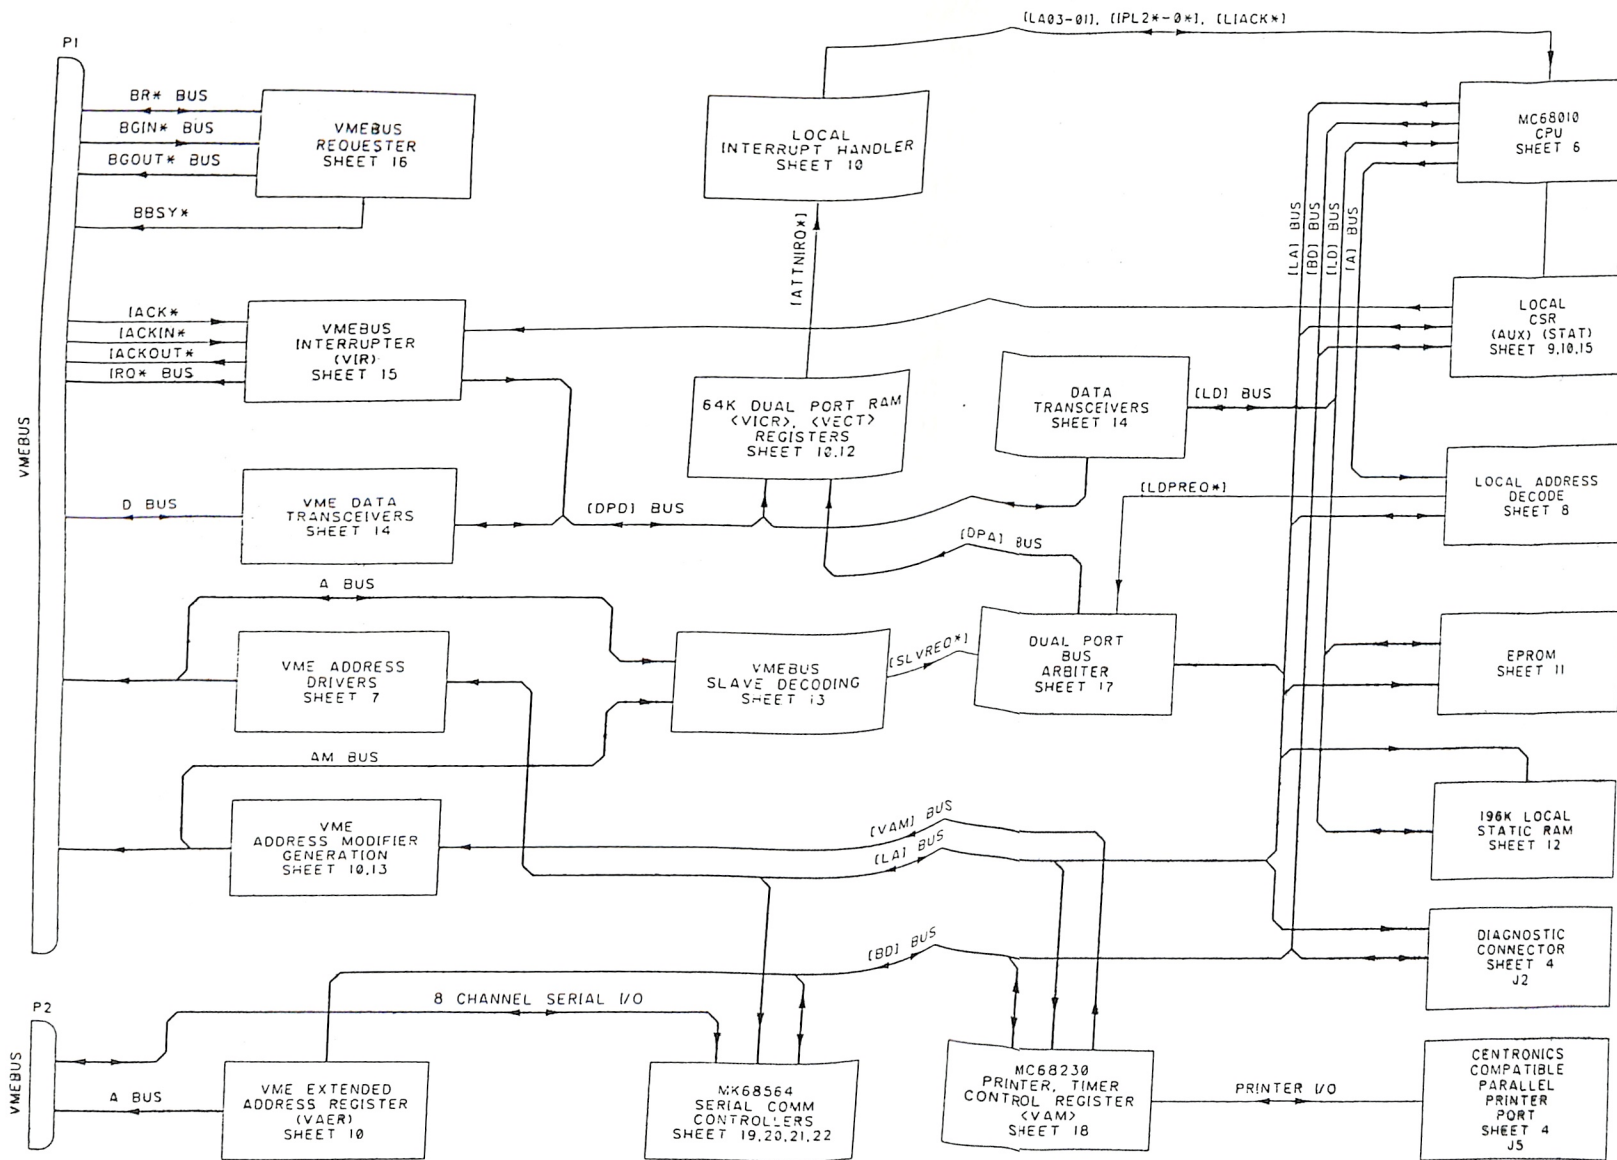 [LA03-01], [IPL2*-0*], [LIACK*]
P1
BR* BUS
BGIN* BUS
BGOUT* BUS
BBSY*
VMEBUS
REQUESTER
SHEET 16
LOCAL
INTERRUPT HANDLER
SHEET 10
MC68010
CPU
SHEET 6
[LA] BUS
[BD] BUS
[LD] BUS
[A] BUS
[ATTNIRQ*]
VMEBUS
IACK*
IACKIN*
IACKOUT*
IRQ* BUS
VMEBUS
INTERRUPTER
(VIR)
SHEET 15
LOCAL
CSR
(AUX) (STAT)
SHEET 9,10,15
64K DUAL PORT RAM
<VICR>, <VECT>
REGISTERS
SHEET 10,12
DATA
TRANSCEIVERS
SHEET 14
[LD] BUS
D BUS
VME DATA
TRANSCEIVERS
SHEET 14
[DPD] BUS
[LDPREQ*]
LOCAL ADDRESS
DECODE
SHEET 8
[DPA] BUS
A BUS
VME ADDRESS
DRIVERS
SHEET 7
VMEBUS
SLAVE DECODING
SHEET 13
[SLVREQ*]
DUAL PORT
BUS
ARBITER
SHEET 17
EPROM
SHEET 11
AM BUS
VME
ADDRESS MODIFIER
GENERATION
SHEET 10,13
[VAM] BUS
[LA] BUS
196K LOCAL
STATIC RAM
SHEET 12
[BD] BUS
DIAGNOSTIC
CONNECTOR
SHEET 4
J2
P2
8 CHANNEL SERIAL I/O
VMEBUS
A BUS
VME EXTENDED
ADDRESS REGISTER
(VAER)
SHEET 10
MK68564
SERIAL COMM
CONTROLLERS
SHEET 19,20,21,22
MC68230
PRINTER, TIMER
CONTROL REGISTER
<VAM>
SHEET 18
PRINTER I/O
CENTRONICS
COMPATIBLE
PARALLEL
PRINTER
PORT
SHEET 4
J5